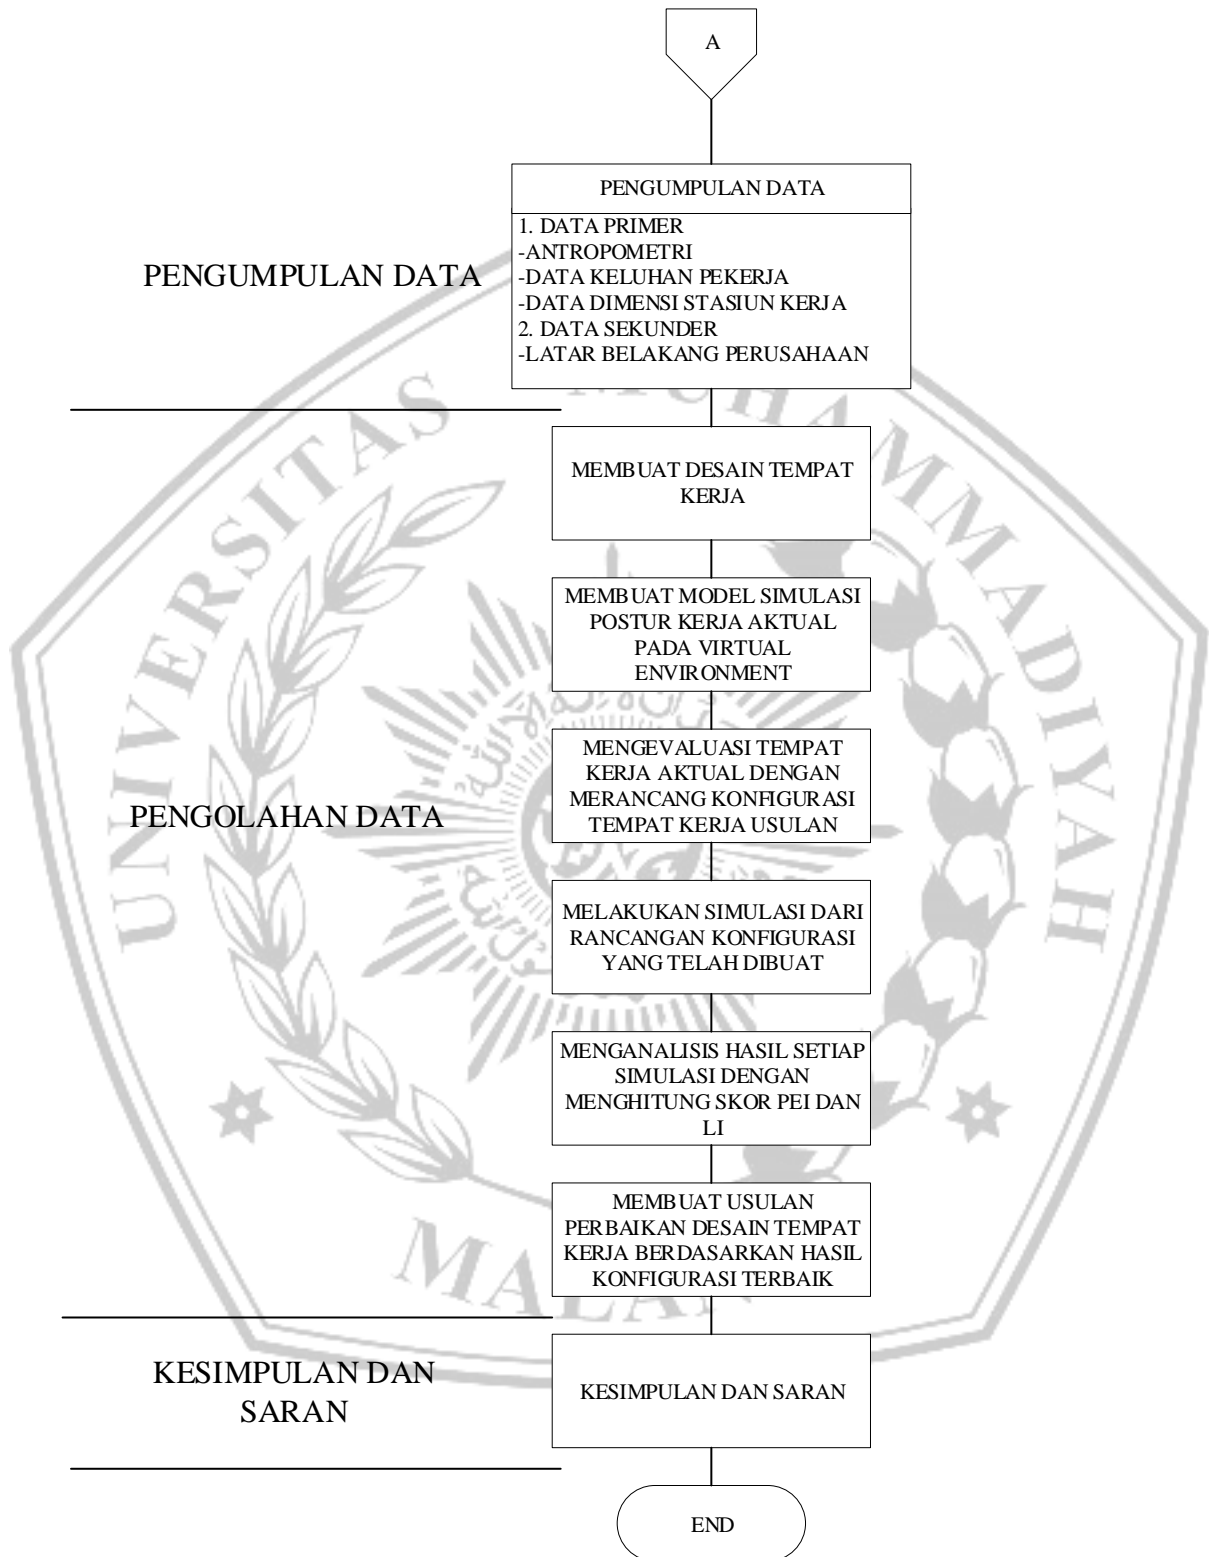 A
PENGUMPULAN DATA
PENGUMPULAN DATA
1. DATA PRIMER
-ANTROPOMETRI
-DATA KELUHAN PEKERJA
-DATA DIMENSI STASIUN KERJA
2. DATA SEKUNDER
-LATAR BELAKANG PERUSAHAAN
UNIVERSITAS MUHAMMADIYAH
MEMBUAT DESAIN TEMPAT
KERJA
MEMBUAT MODEL SIMULASI
POSTUR KERJA AKTUAL
PADA VIRTUAL
ENVIRONMENT
PENGOLAHAN DATA
MENGEVALUASI TEMPAT
KERJA AKTUAL DENGAN
MERANCANG KONFIGURASI
TEMPAT KERJA USULAN
MELAKUKAN SIMULASI DARI
RANCANGAN KONFIGURASI
YANG TELAH DIBUAT
MENGANALISIS HASIL SETIAP
SIMULASI DENGAN
MENGHITUNG SKOR PEI DAN
LI
MEMBUAT USULAN
PERBAIKAN DESAIN TEMPAT
KERJA BERDASARKAN HASIL
KONFIGURASI TERBAIK
KESIMPULAN DAN
SARAN
KESIMPULAN DAN SARAN
END